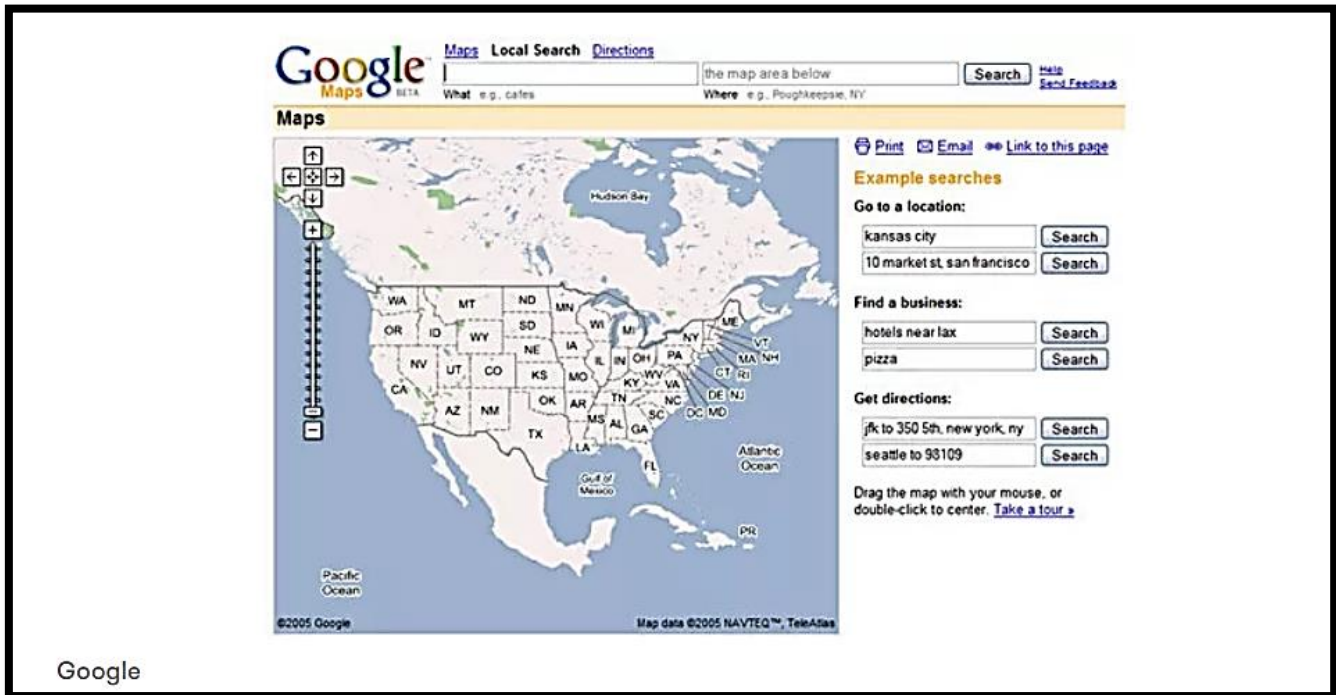 Google Maps BETA
Maps Local Search Directions
the map area below Search
What e.g., cafes Where e.g., Poughkeepsie, NY
Help
Send Feedback
Maps
Print Email Link to this page
Example searches
Go to a location:
kansas city Search
10 market st, san francisco Search
Find a business:
hotels near lax Search
pizza Search
Get directions:
jfk to 350 5th, new york, ny Search
seattle to 98109 Search
Drag the map with your mouse, or
double-click to center. Take a tour »
Hudson Bay
WA MT ND MN
OR ID WY SD WI MI NY ME
VT
NV UT CO NE IA IL IN OH PA MA NH
CA KS MO KY WV VA CT RI
AZ NM OK AR TN NC DE NJ
TX MS AL GA SC DC MD
LA FL
Gulf of
Mexico
Atlantic
Ocean
PR
Pacific
Ocean
©2005 Google Map data ©2005 NAVTEQ™, TeleAtlas
Google